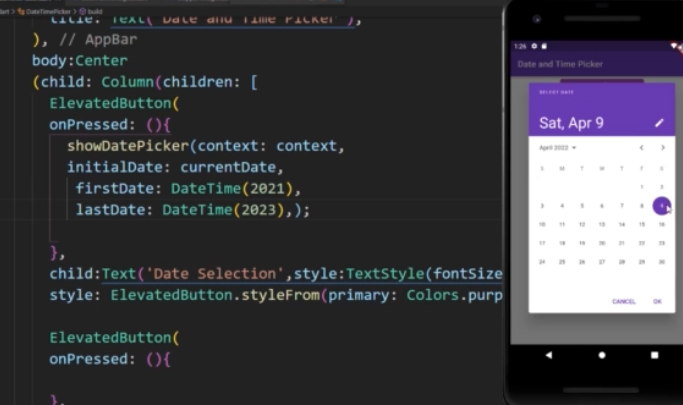 dart > DateTimePicker > build
title: Text('Date and Time Picker'),
), // AppBar
body:Center
(child: Column(children: [
ElevatedButton(
onPressed: (){
showDatePicker(context: context,
initialDate: currentDate,
firstDate: DateTime(2021),
lastDate: DateTime(2023),);
},
child:Text('Date Selection',style:TextStyle(fontSize
style: ElevatedButton.styleFrom(primary: Colors.purp
ElevatedButton(
onPressed: (){
},
1:26
Date and Time Picker
SELECT DATE
Sat, Apr 9
April 2022
S M T W T F S
1 2
3 4 5 6 7 8 9
10 11 12 13 14 15 16
17 18 19 20 21 22 23
24 25 26 27 28 29 30
CANCEL OK